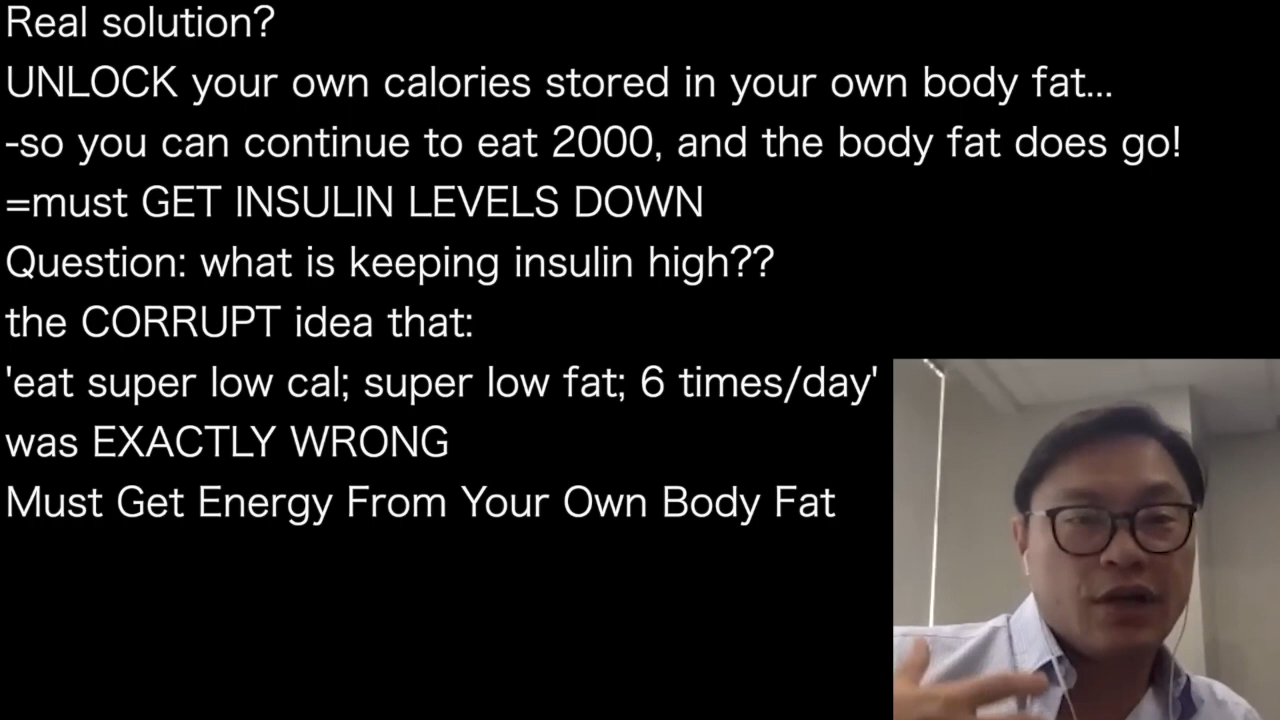 Real solution?
UNLOCK your own calories stored in your own body fat...
-so you can continue to eat 2000, and the body fat does go!
=must GET INSULIN LEVELS DOWN
Question: what is keeping insulin high??
the CORRUPT idea that:
'eat super low cal; super low fat; 6 times/day'
was EXACTLY WRONG
Must Get Energy From Your Own Body Fat